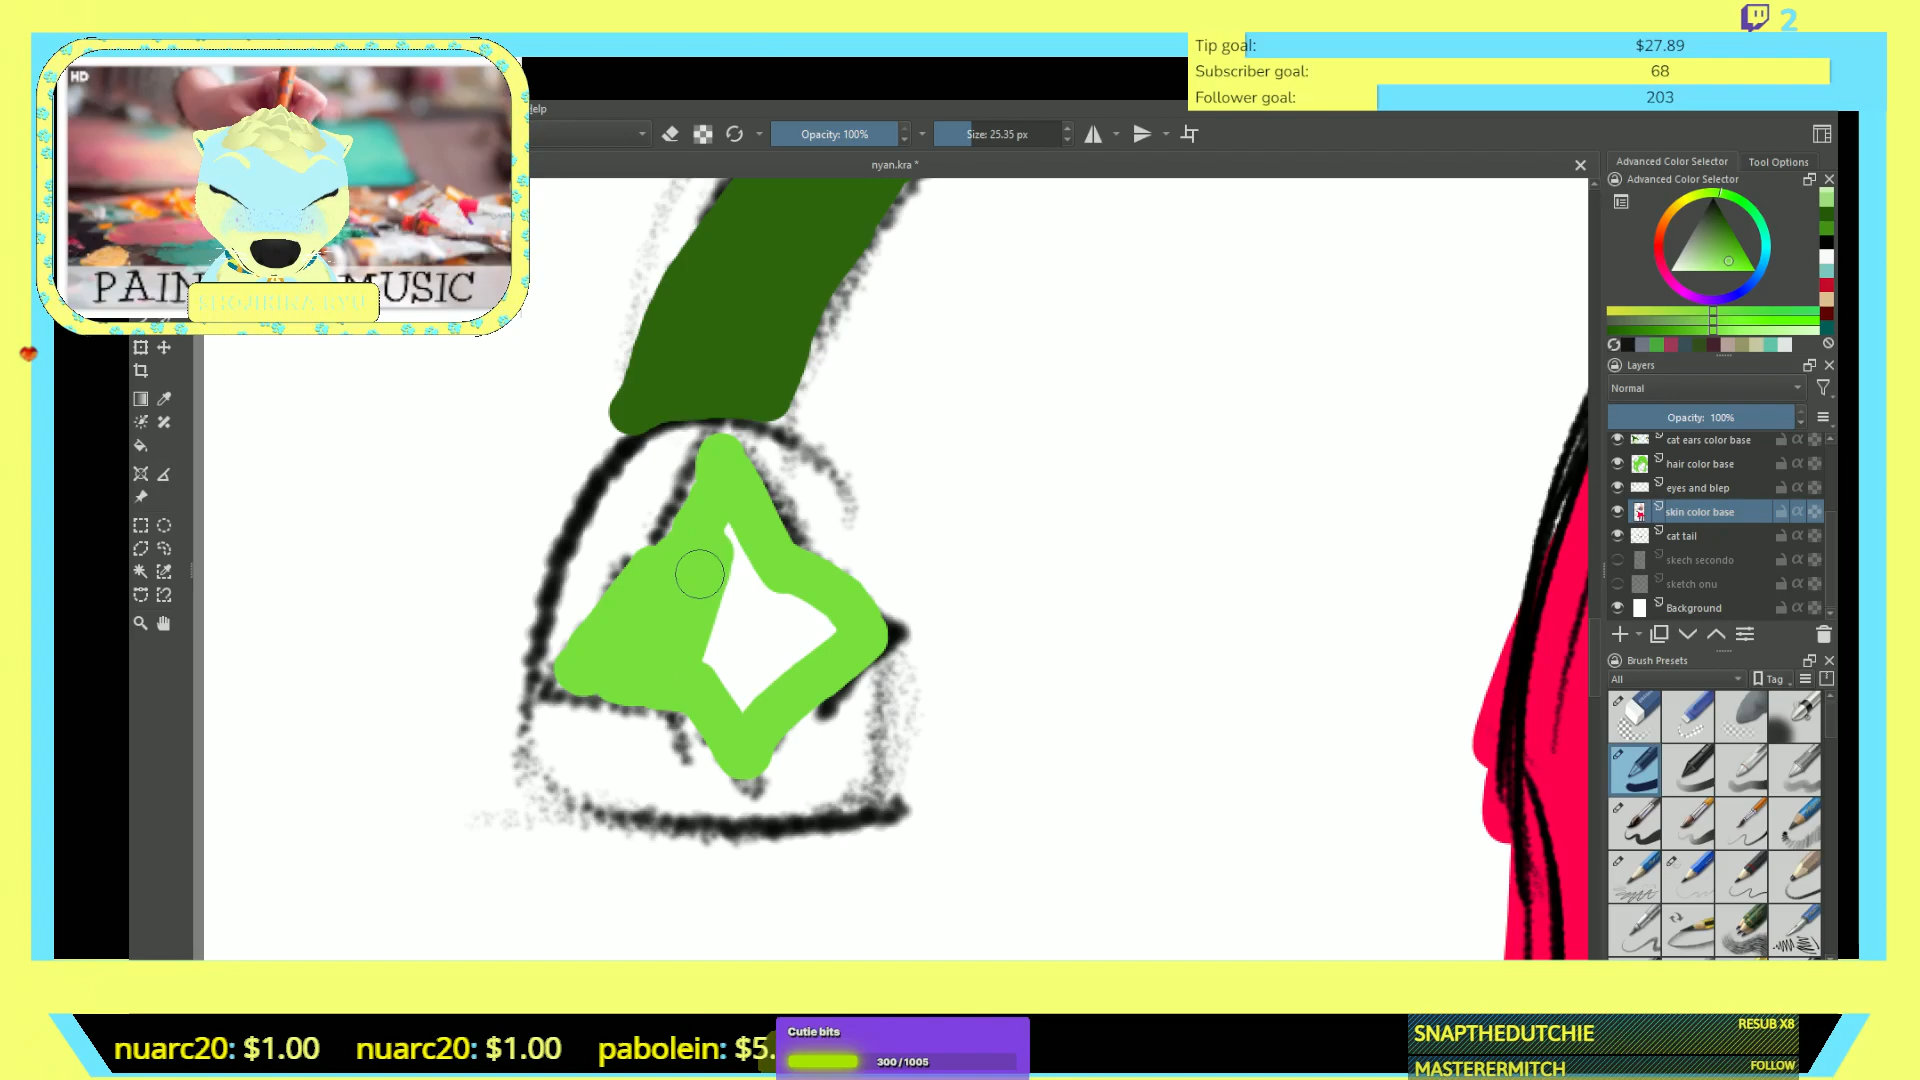 2
Tip goal:
$27.89
Subscriber goal:
68
Follower goal:
203
HD
elp
Opacity: 100%
Size: 25.35 px
nyan.kra *
Advanced Color Selector
Tool Options
Advanced Color Selector
Layers
Normal
Opacity: 100%
cat ears color base
hair color base
eyes and blep
skin color base
cat tail
skech secondo
sketch onu
Background
Brush Presets
All
Tag
PAIN
MUSIC
nuarc20: $1.00 nuarc20: $1.00 pabolein: $5.
Cutie bits
300/1005
SNAPTHEDUTCHIE
RESUB X8
MASTERERMITCH
FOLLOW